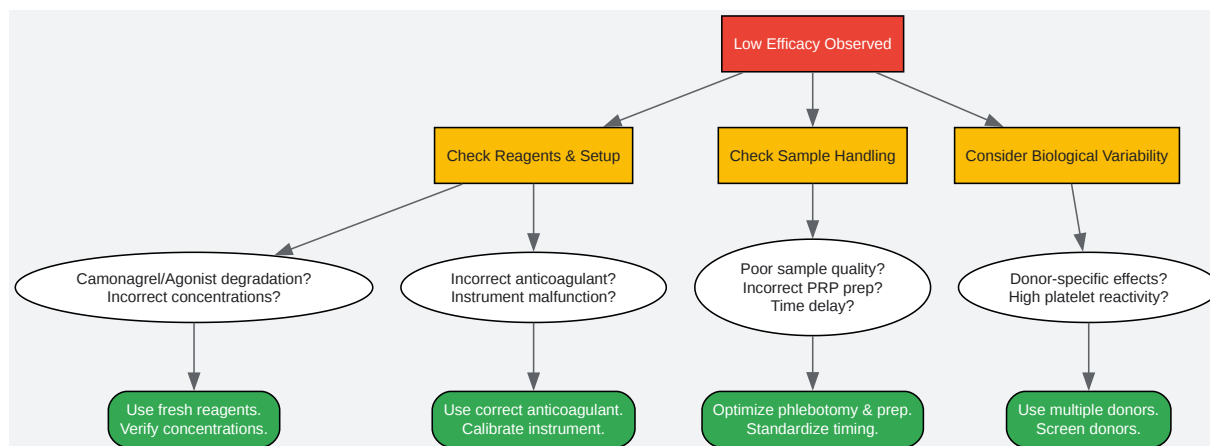 Low Efficacy Observed
Check Reagents & Setup
Check Sample Handling
Consider Biological Variability
Camonagrel/Agonist degradation?
Incorrect concentrations?
Incorrect anticoagulant?
Instrument malfunction?
Poor sample quality?
Incorrect PRP prep?
Time delay?
Donor-specific effects?
High platelet reactivity?
Use fresh reagents.
Verify concentrations.
Use correct anticoagulant.
Calibrate instrument.
Optimize phlebotomy & prep.
Standardize timing.
Use multiple donors.
Screen donors.